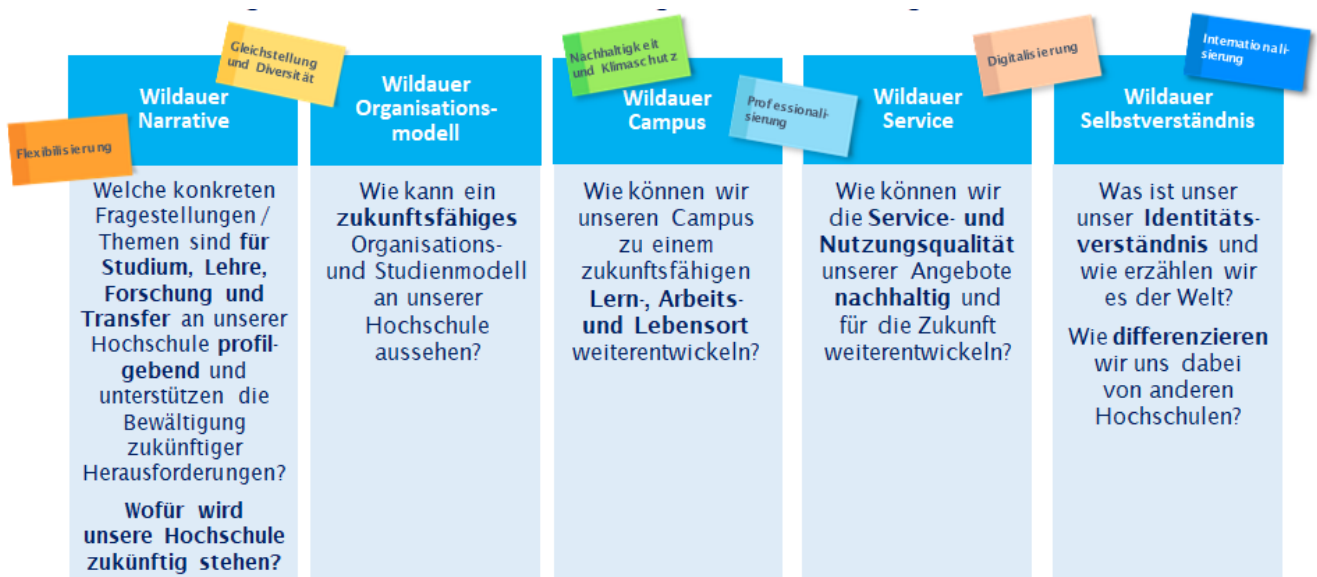 Gleichstellung
und Diversität
Nachhaltigkeit
und Klimaschutz
Digitalisierung
Internationali-
sierung
Flexibilisierung
Professionali-
sierung
Wildauer
Narrative
Welche konkreten
Fragestellungen /
Themen sind für
Studium, Lehre,
Forschung und
Transfer an unserer
Hochschule profil-
gebend und
unterstützen die
Bewältigung
zukünftiger
Herausforderungen?
Wofür wird
unsere Hochschule
zukünftig stehen?
Wildauer
Organisations-
modell
Wie kann ein
zukunftsfähiges
Organisations-
und Studienmodell
an unserer
Hochschule
aussehen?
Wildauer
Campus
Wie können wir
unseren Campus
zu einem
zukunftsfähigen
Lern-, Arbeits-
und Lebensort
weiterentwickeln?
Wildauer
Service
Wie können wir
die Service- und
Nutzungsqualität
unserer Angebote
nachhaltig und
für die Zukunft
weiterentwickeln?
Wildauer
Selbstverständnis
Was ist unser
unser Identitäts-
verständnis und
wie erzählen wir
es der Welt?
Wie differenzieren
wir uns dabei
von anderen
Hochschulen?